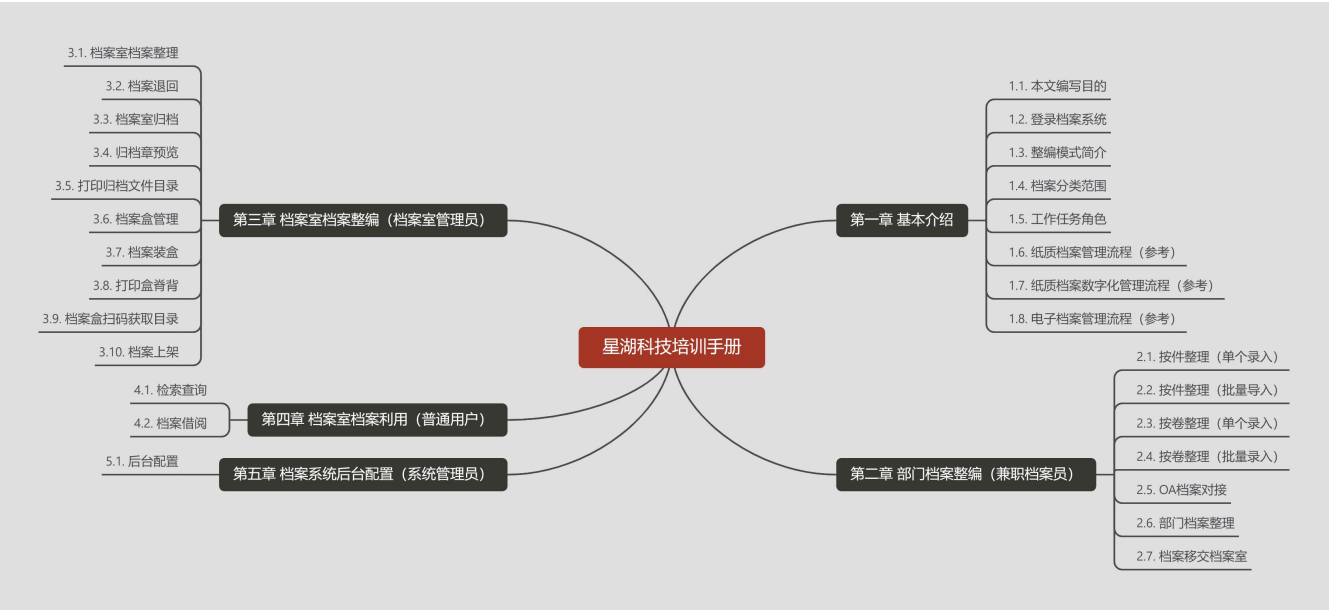 星湖科技培训手册
第一章 基本介绍
1.1. 本文编写目的
1.2. 登录档案系统
1.3. 整编模式简介
1.4. 档案分类范围
1.5. 工作任务角色
1.6. 纸质档案管理流程（参考）
1.7. 纸质档案数字化管理流程（参考）
1.8. 电子档案管理流程（参考）
第二章 部门档案整编（兼职档案员）
2.1. 按件整理（单个录入）
2.2. 按件整理（批量导入）
2.3. 按卷整理（单个录入）
2.4. 按卷整理（批量录入）
2.5. OA档案对接
2.6. 部门档案整理
2.7. 档案移交档案室
第三章 档案室档案整编（档案室管理员）
3.1. 档案室档案整理
3.2. 档案退回
3.3. 档案室归档
3.4. 归档章预览
3.5. 打印归档文件目录
3.6. 档案盒管理
3.7. 档案装盒
3.8. 打印盒脊背
3.9. 档案盒扫码获取目录
3.10. 档案上架
第四章 档案室档案利用（普通用户）
4.1. 检索查询
4.2. 档案借阅
第五章 档案系统后台配置（系统管理员）
5.1. 后台配置